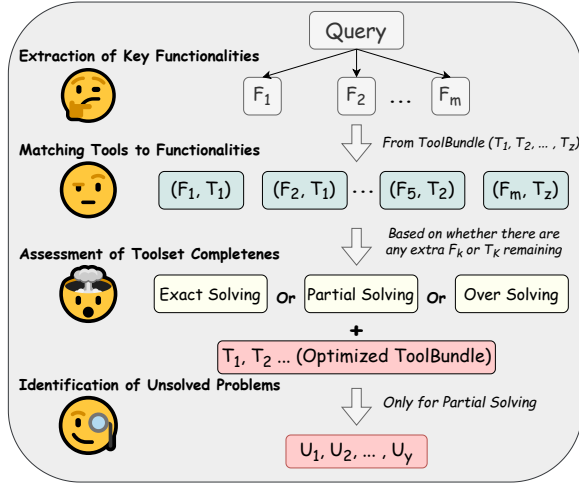 Query
Extraction of Key Functionalities
F1 F2 ... Fm
From ToolBundle (T1, T2, ... , Tz)
Matching Tools to Functionalities
(F1, T1) (F2, T1) ... (F5, T2) (Fm, Tz)
Based on whether there are
any extra Fk or TK remaining
Assessment of Toolset Completenes
Exact Solving Or Partial Solving Or Over Solving
+
T1, T2 ... (Optimized ToolBundle)
Identification of Unsolved Problems
Only for Partial Solving
U1, U2, ... , Uy